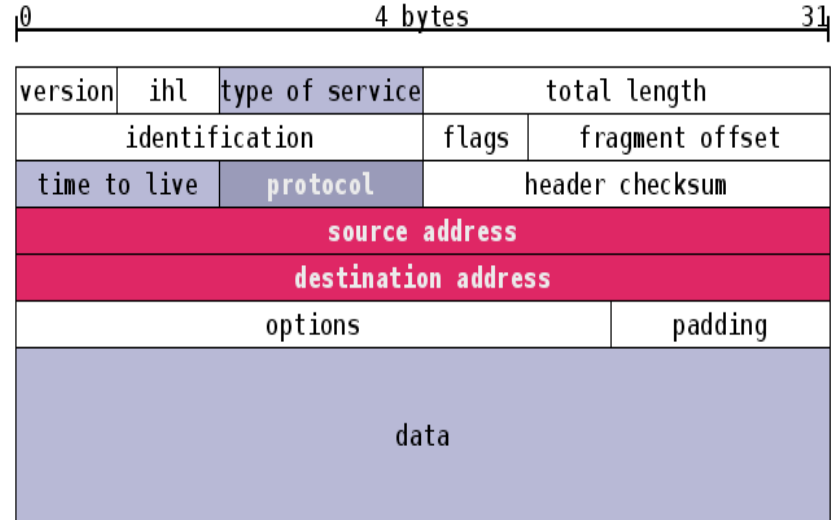 0 4 bytes 31
version ihl type of service total length
identification flags fragment offset
time to live protocol header checksum
source address
destination address
options padding
data